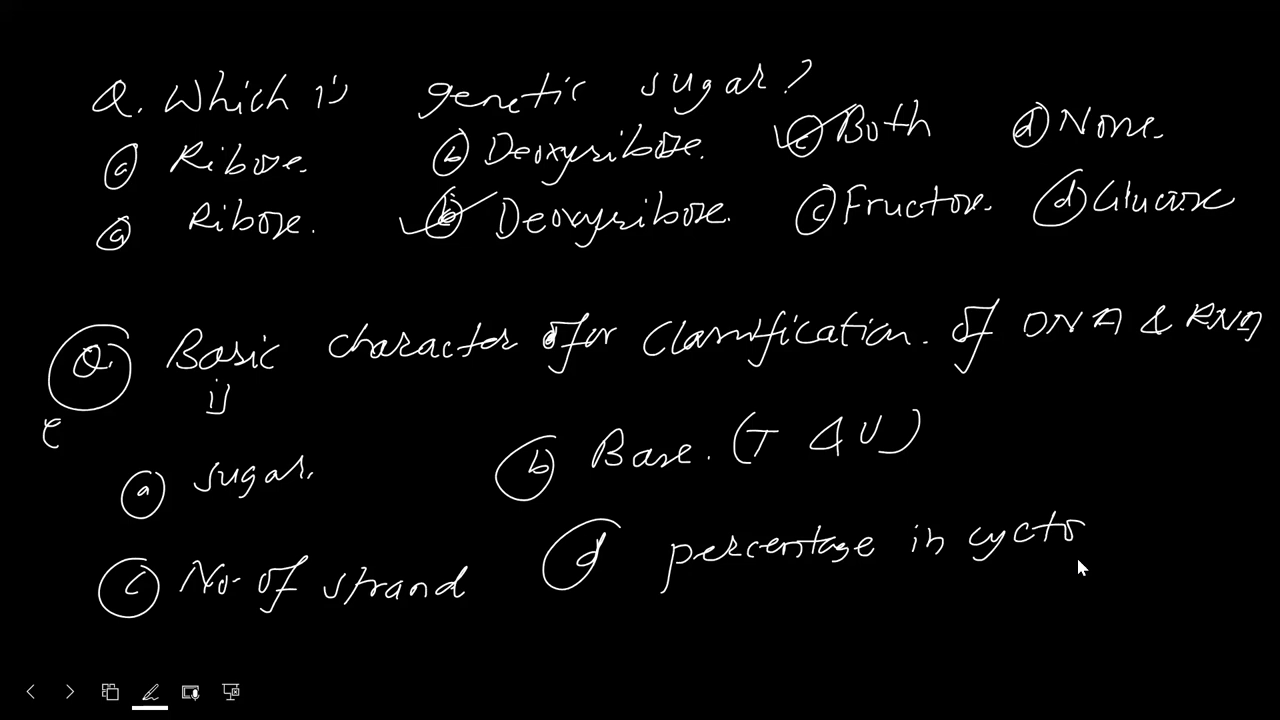 Q. Which is genetic sugar?
(a) Ribose. (b) Deoxyribose. (c) Both (d) None.
(a) Ribose. (b) Deoxyribose. (c) Fructose. (d) Glucose
Q. Basic character for Classification. of DNA & RNA
is
(a) sugar. (b) Base. (T & U)
(c) No. of strand (d) percentage in cycto